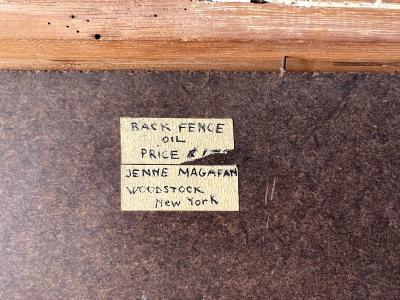 BACK FENCE
OIL
PRICE
JENNE MAGAFAN
WOODSTOCK
New York